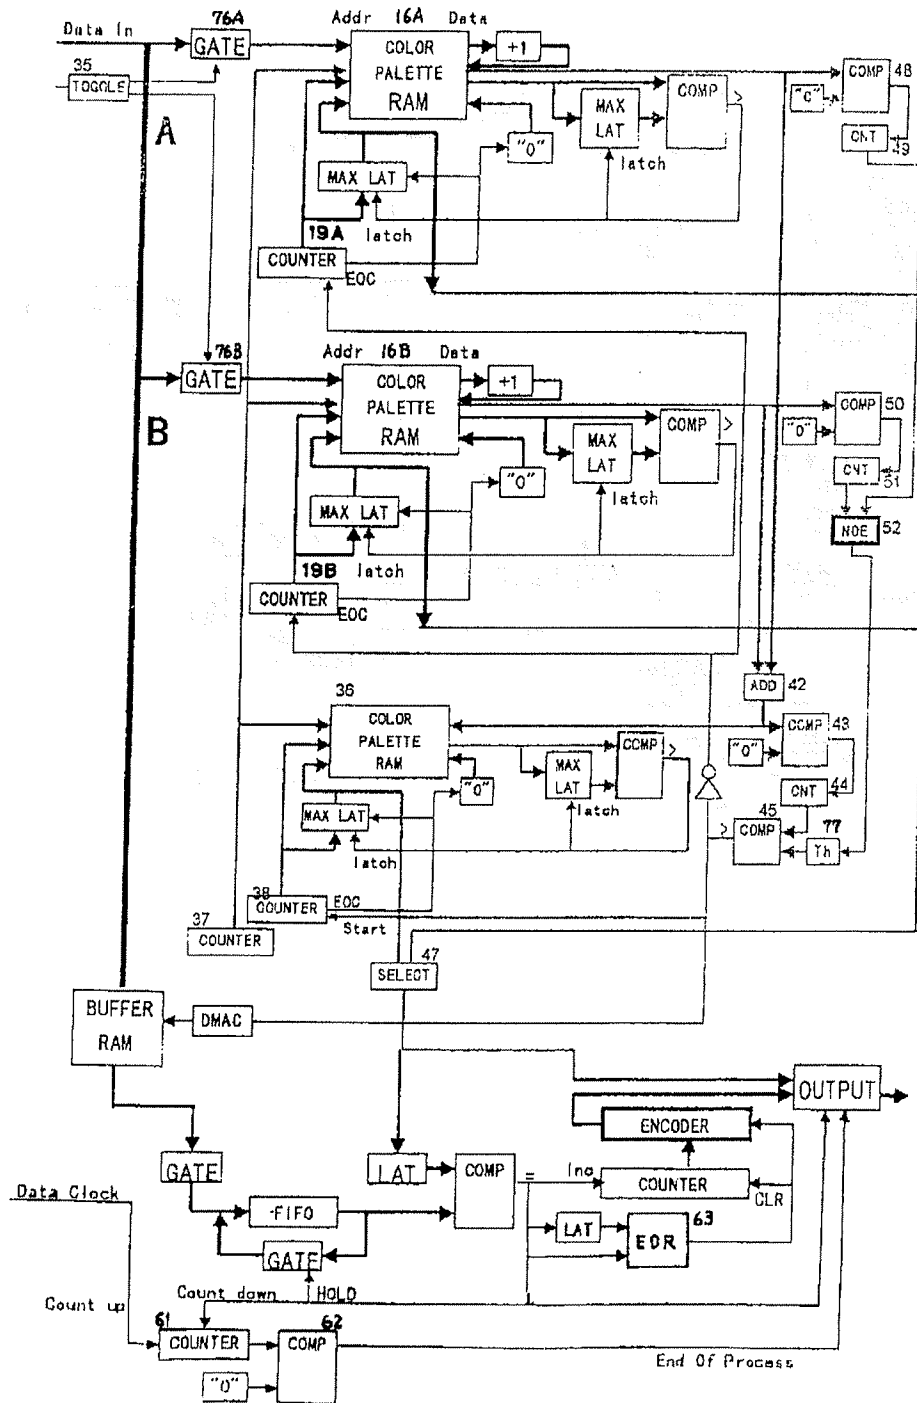 76A
Addr 16A Data
Data In
GATE
COLOR
PALETTE
RAM
+1
35
TOGGLE
A
MAX
LAT
COMP
>
COMP
48
"0"
CNT
49
"0"
latch
MAX LAT
19A
latch
COUNTER
EOC
76B
Addr 16B Data
GATE
B
COLOR
PALETTE
RAM
+1
MAX
LAT
COMP
>
COMP
50
"0"
CNT
51
"0"
latch
NOE
52
MAX LAT
19B
latch
COUNTER
EOC
ADD
42
36
COLOR
PALETTE
RAM
MAX
LAT
COMP
>
COMP
43
"0"
"0"
latch
CNT
44
MAX LAT
latch
>
45
COMP
77
Th
38
COUNTER
EOC
Start
37
COUNTER
47
SELECT
BUFFER
RAM
DMAC
OUTPUT
ENCODER
GATE
LAT
COMP
=
Inc
COUNTER
CLR
Data Clock
FIFO
LAT
EOR
63
GATE
Count down
HOLD
Count up
61
COUNTER
62
COMP
"0"
End Of Process